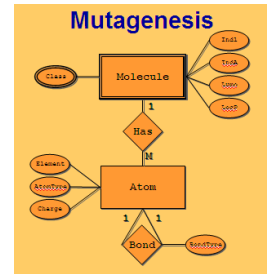 Mutagenesis
Ind1
Class
Molecule
IndA
Lumo
LogP
1
Has
M
Element
AtomType
Atom
Charge
1 1
Bond
BondType